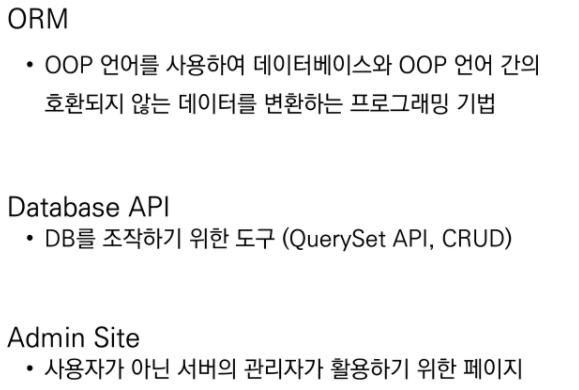 ORM
• OOP 언어를 사용하여 데이터베이스와 OOP 언어 간의
호환되지 않는 데이터를 변환하는 프로그래밍 기법
Database API
• DB를 조작하기 위한 도구 (QuerySet API, CRUD)
Admin Site
• 사용자가 아닌 서버의 관리자가 활용하기 위한 페이지